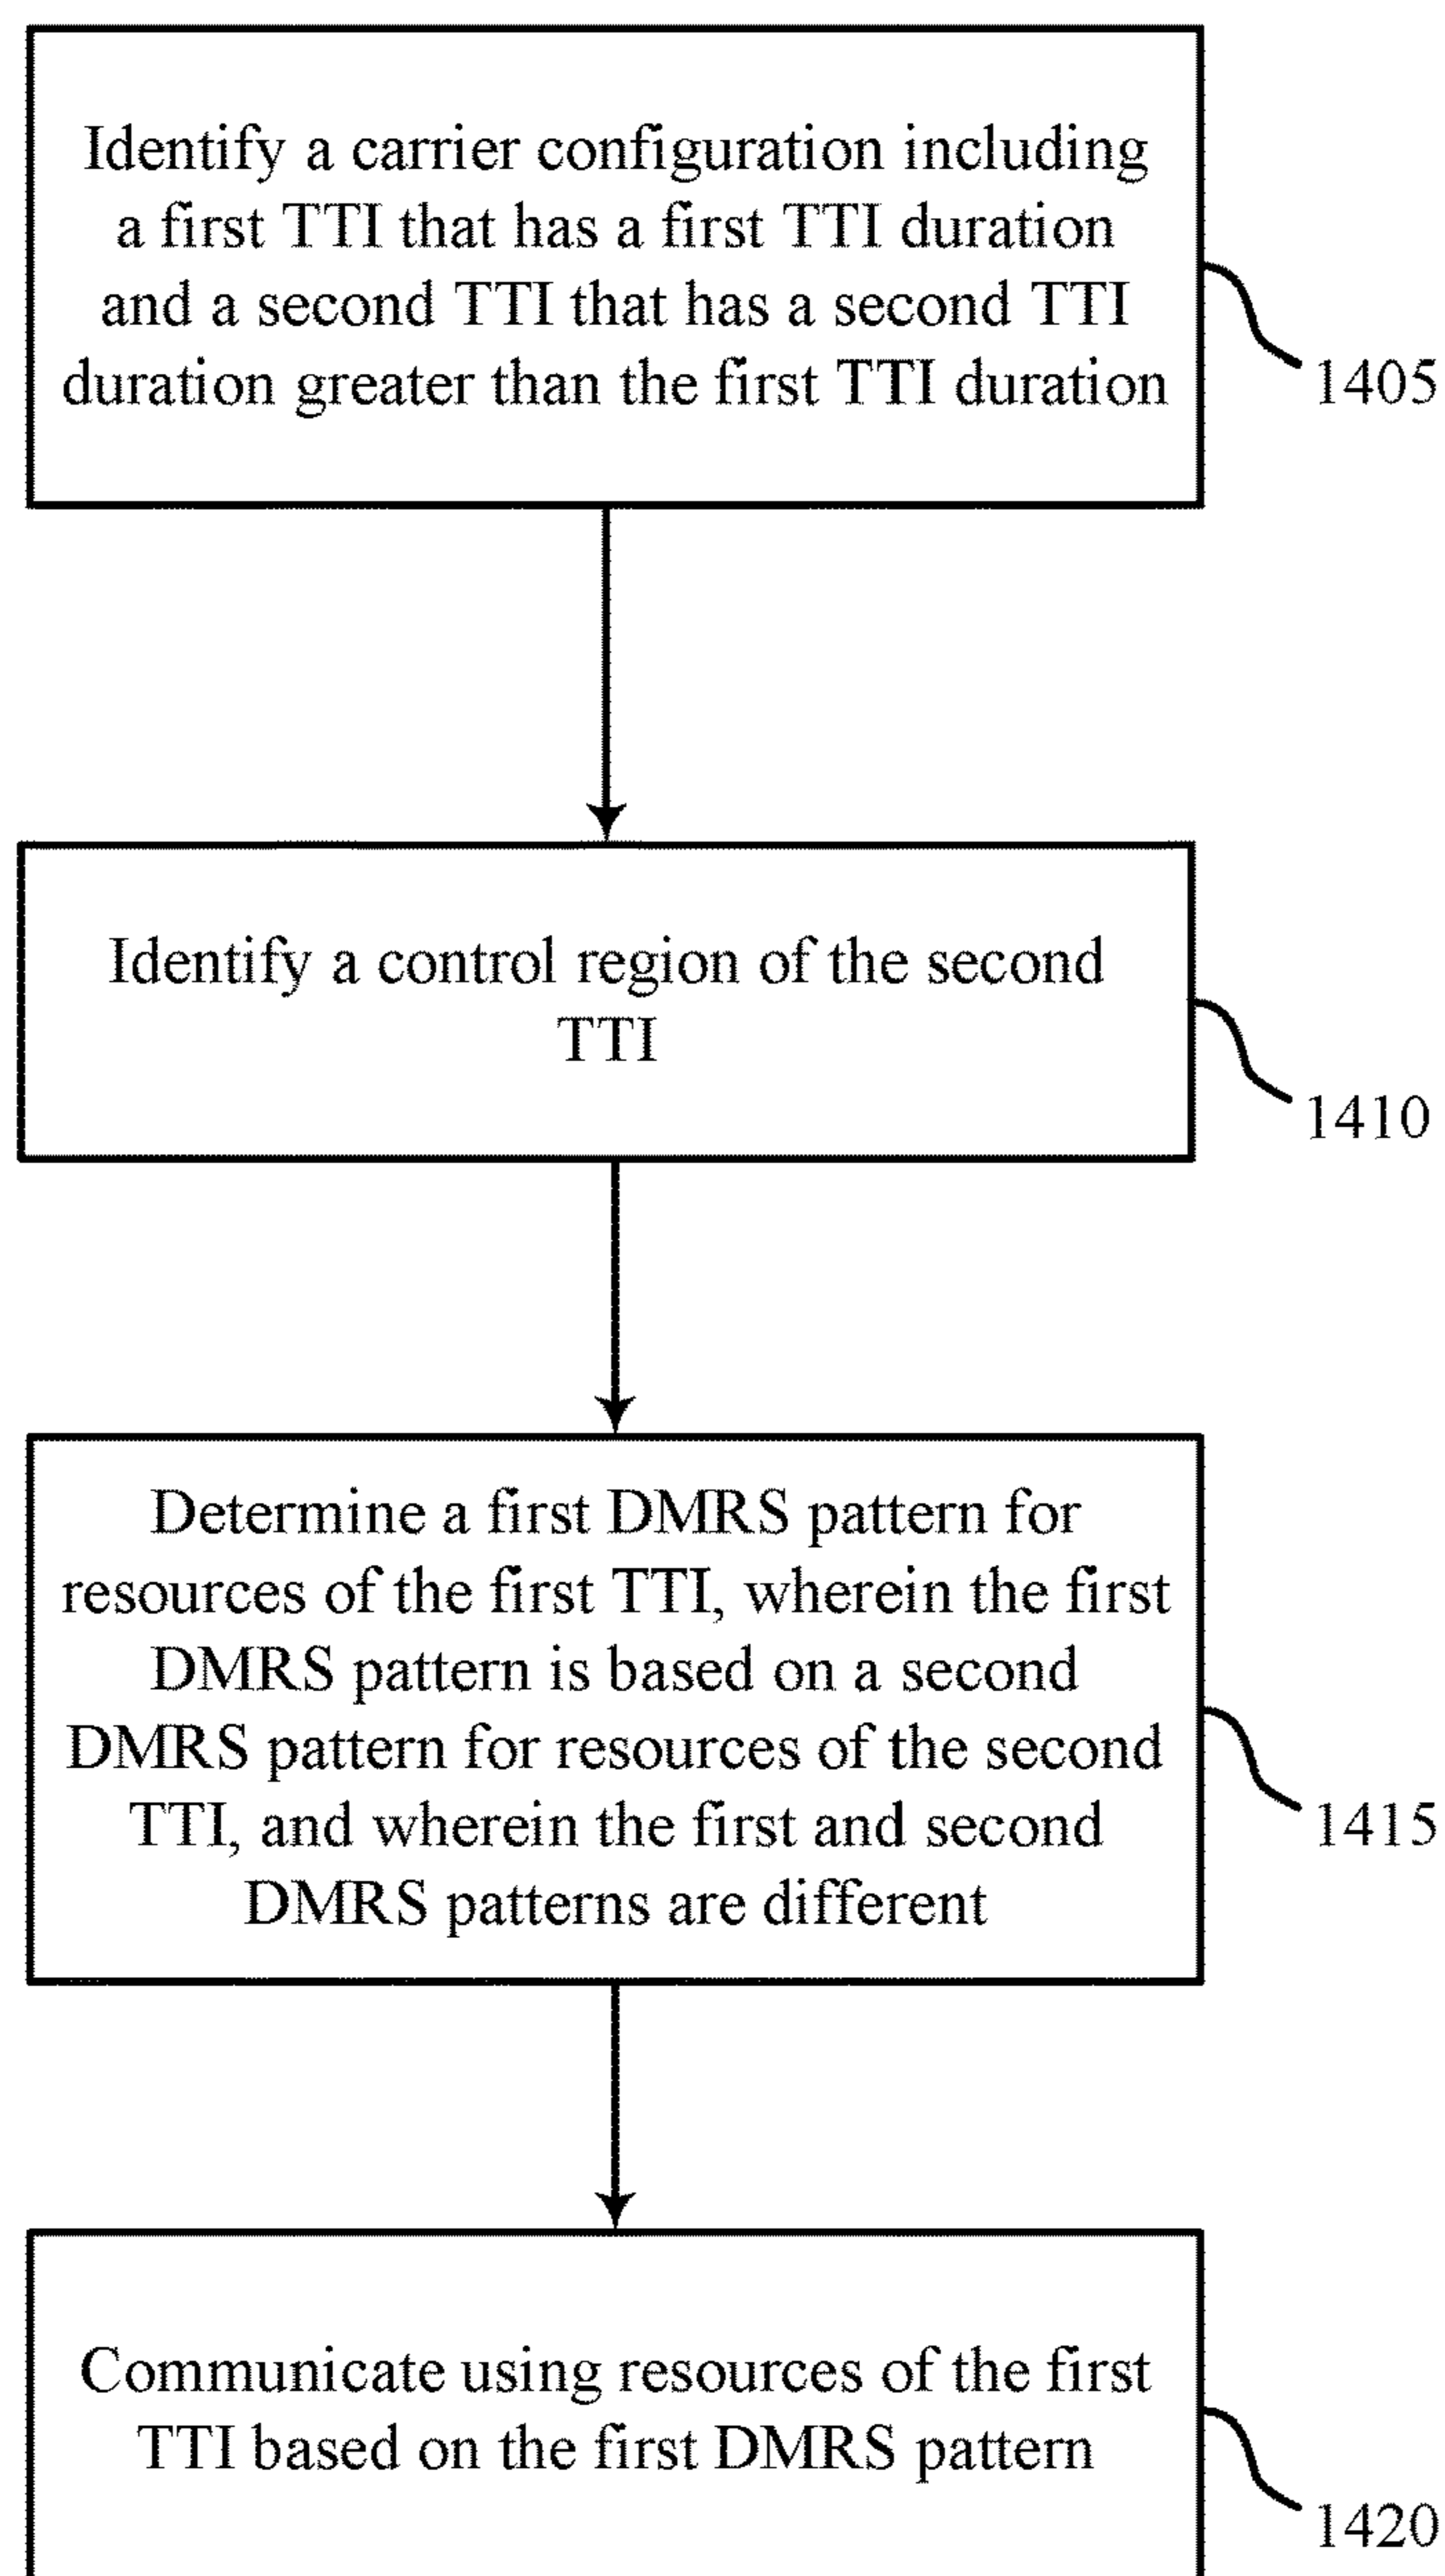 Identify a carrier configuration including
a first TTI that has a first TTI duration
and a second TTI that has a second TTI
duration greater than the first TTI duration
1405
Identify a control region of the second
TTI
1410
Determine a first DMRS pattern for
resources of the first TTI, wherein the first
DMRS pattern is based on a second
DMRS pattern for resources of the second
TTI, and wherein the first and second
DMRS patterns are different
1415
Communicate using resources of the first
TTI based on the first DMRS pattern
1420